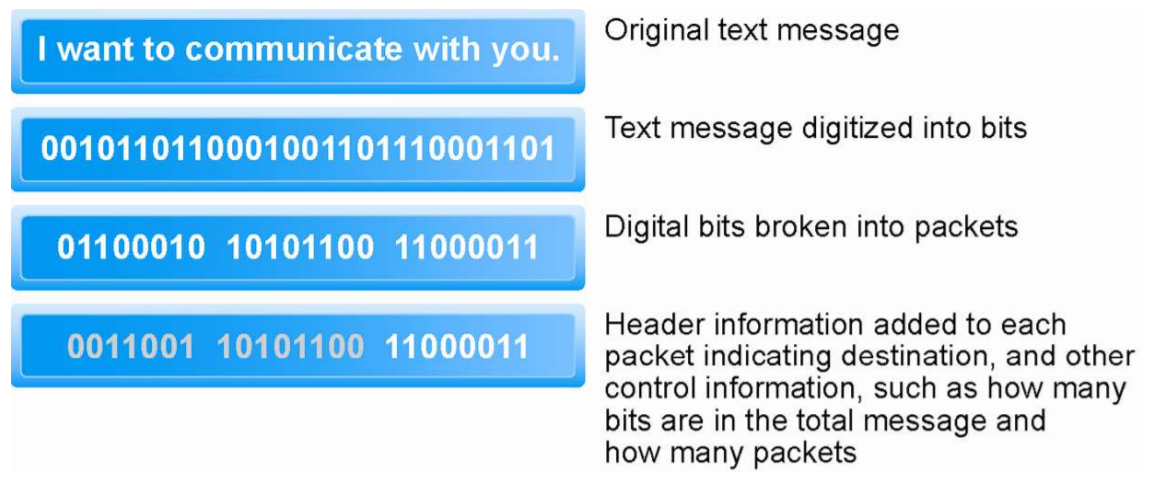 I want to communicate with you.
Original text message
0010110110001001101110001101
Text message digitized into bits
01100010 10101100 11000011
Digital bits broken into packets
0011001 10101100 11000011
Header information added to each
packet indicating destination, and other
control information, such as how many
bits are in the total message and
how many packets